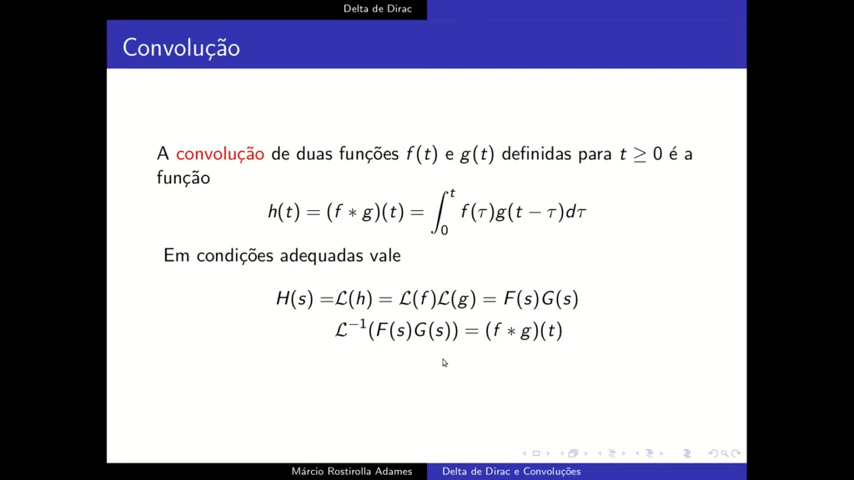 Delta de Dirac
Convolução
A convolução de duas funções f(t) e g(t) definidas para t ≥ 0 é a
função
h(t) = (f ∗ g)(t) = ∫₀ᵗ f(τ)g(t − τ)dτ
Em condições adequadas vale
H(s) =ℒ(h) = ℒ(f)ℒ(g) = F(s)G(s)
ℒ⁻¹(F(s)G(s)) = (f ∗ g)(t)
Márcio Rostirolla Adames
Delta de Dirac e Convoluções